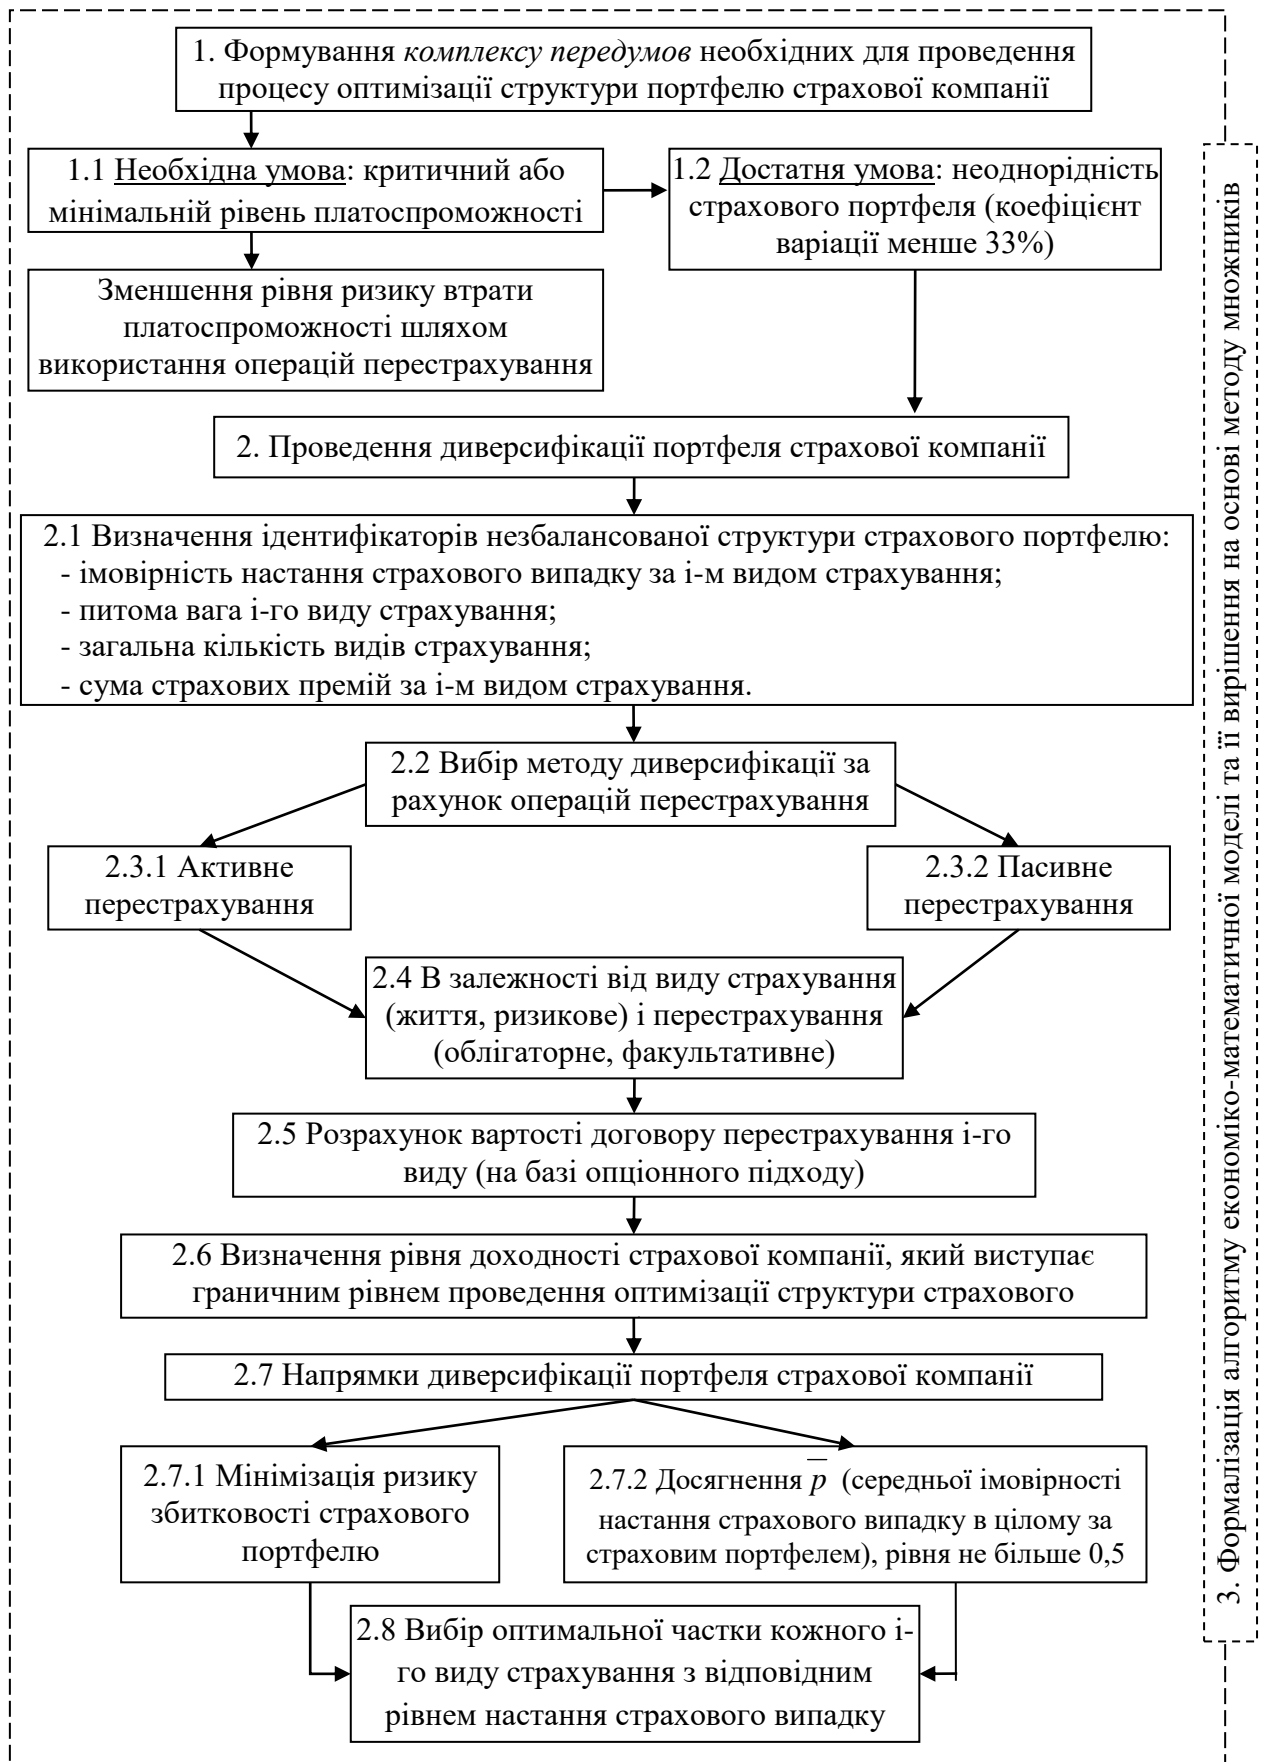 1. Формування комплексу передумов необхідних для проведення
процесу оптимізації структури портфелю страхової компанії
1.1 Необхідна умова: критичний або
мінімальній рівень платоспроможності
1.2 Достатня умова: неоднорідність
страхового портфеля (коефіцієнт
варіації менше 33%)
Зменшення рівня ризику втрати
платоспроможності шляхом
використання операцій перестрахування
2. Проведення диверсифікації портфеля страхової компанії
2.1 Визначення ідентифікаторів незбалансованої структури страхового портфелю:
- імовірність настання страхового випадку за і-м видом страхування;
- питома вага і-го виду страхування;
- загальна кількість видів страхування;
- сума страхових премій за і-м видом страхування.
2.2 Вибір методу диверсифікації за
рахунок операцій перестрахування
2.3.1 Активне
перестрахування
2.3.2 Пасивне
перестрахування
2.4 В залежності від виду страхування
(життя, ризикове) і перестрахування
(облігаторне, факультативне)
2.5 Розрахунок вартості договору перестрахування і-го
виду (на базі опціонного підходу)
2.6 Визначення рівня доходності страхової компанії, який виступає
граничним рівнем проведення оптимізації структури страхового
2.7 Напрямки диверсифікації портфеля страхової компанії
2.7.1 Мінімізація ризику
збитковості страхового
портфелю
2.7.2 Досягнення p̅ (середньої імовірності
настання страхового випадку в цілому за
страховим портфелем), рівня не більше 0,5
2.8 Вибір оптимальної частки кожного і-
го виду страхування з відповідним
рівнем настання страхового випадку
3. Формалізація алгоритму економіко-математичної моделі та її вирішення на основі методу множників